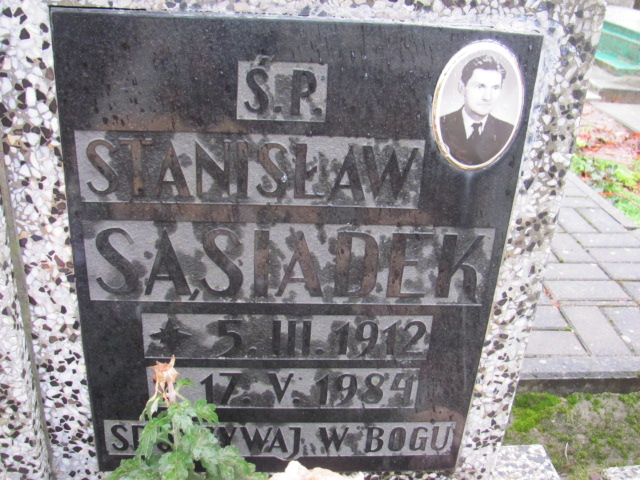 Ś.P.
STANISŁAW
SĄSIADEK
* 5. III. 1912
17. V. 1984
W BOGU